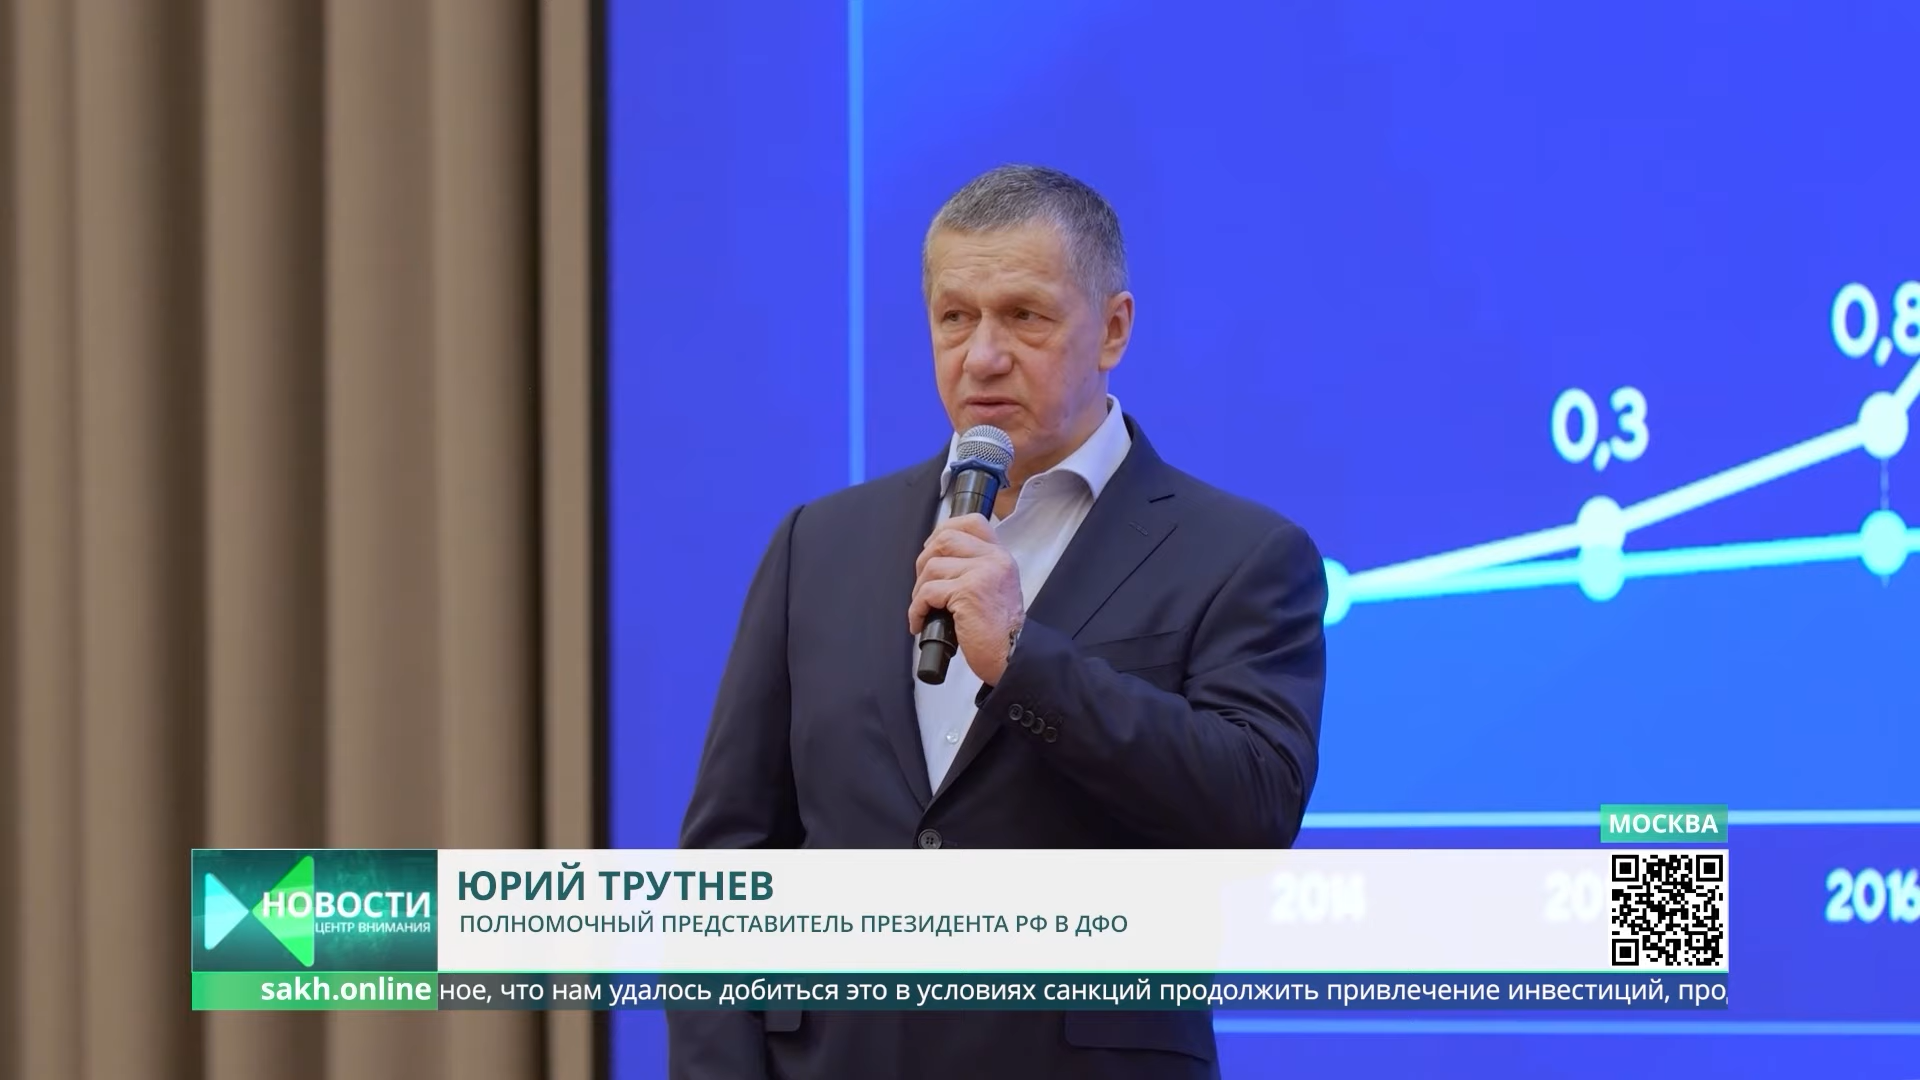 0,8
0,3
МОСКВА
НОВОСТИ
ЦЕНТР ВНИМАНИЯ
ЮРИЙ ТРУТНЕВ
ПОЛНОМОЧНЫЙ ПРЕДСТАВИТЕЛЬ ПРЕЗИДЕНТА РФ В ДФО
2014
2016
sakh.online
ное, что нам удалось добиться это в условиях санкций продолжить привлечение инвестиций, про